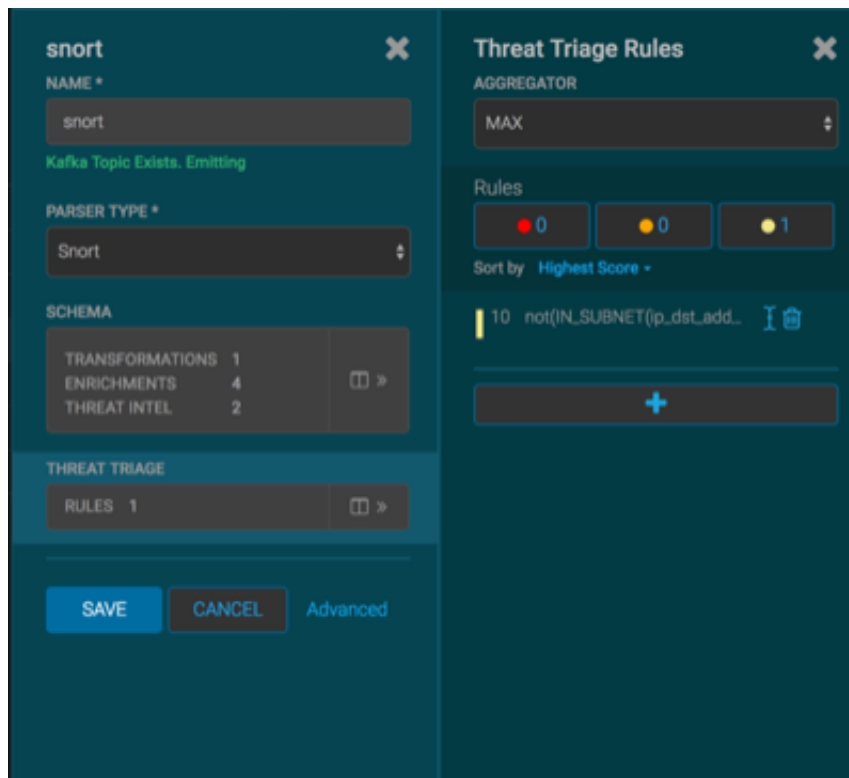 snort
NAME *
snort
Kafka Topic Exists. Emitting
PARSER TYPE *
Snort
SCHEMA
TRANSFORMATIONS 1
ENRICHMENTS 4
THREAT INTEL 2
THREAT TRIAGE
RULES 1
SAVE CANCEL Advanced
Threat Triage Rules
AGGREGATOR
MAX
Rules
0 0 1
Sort by Highest Score
10 not(IN_SUBNET(ip_dst_add...